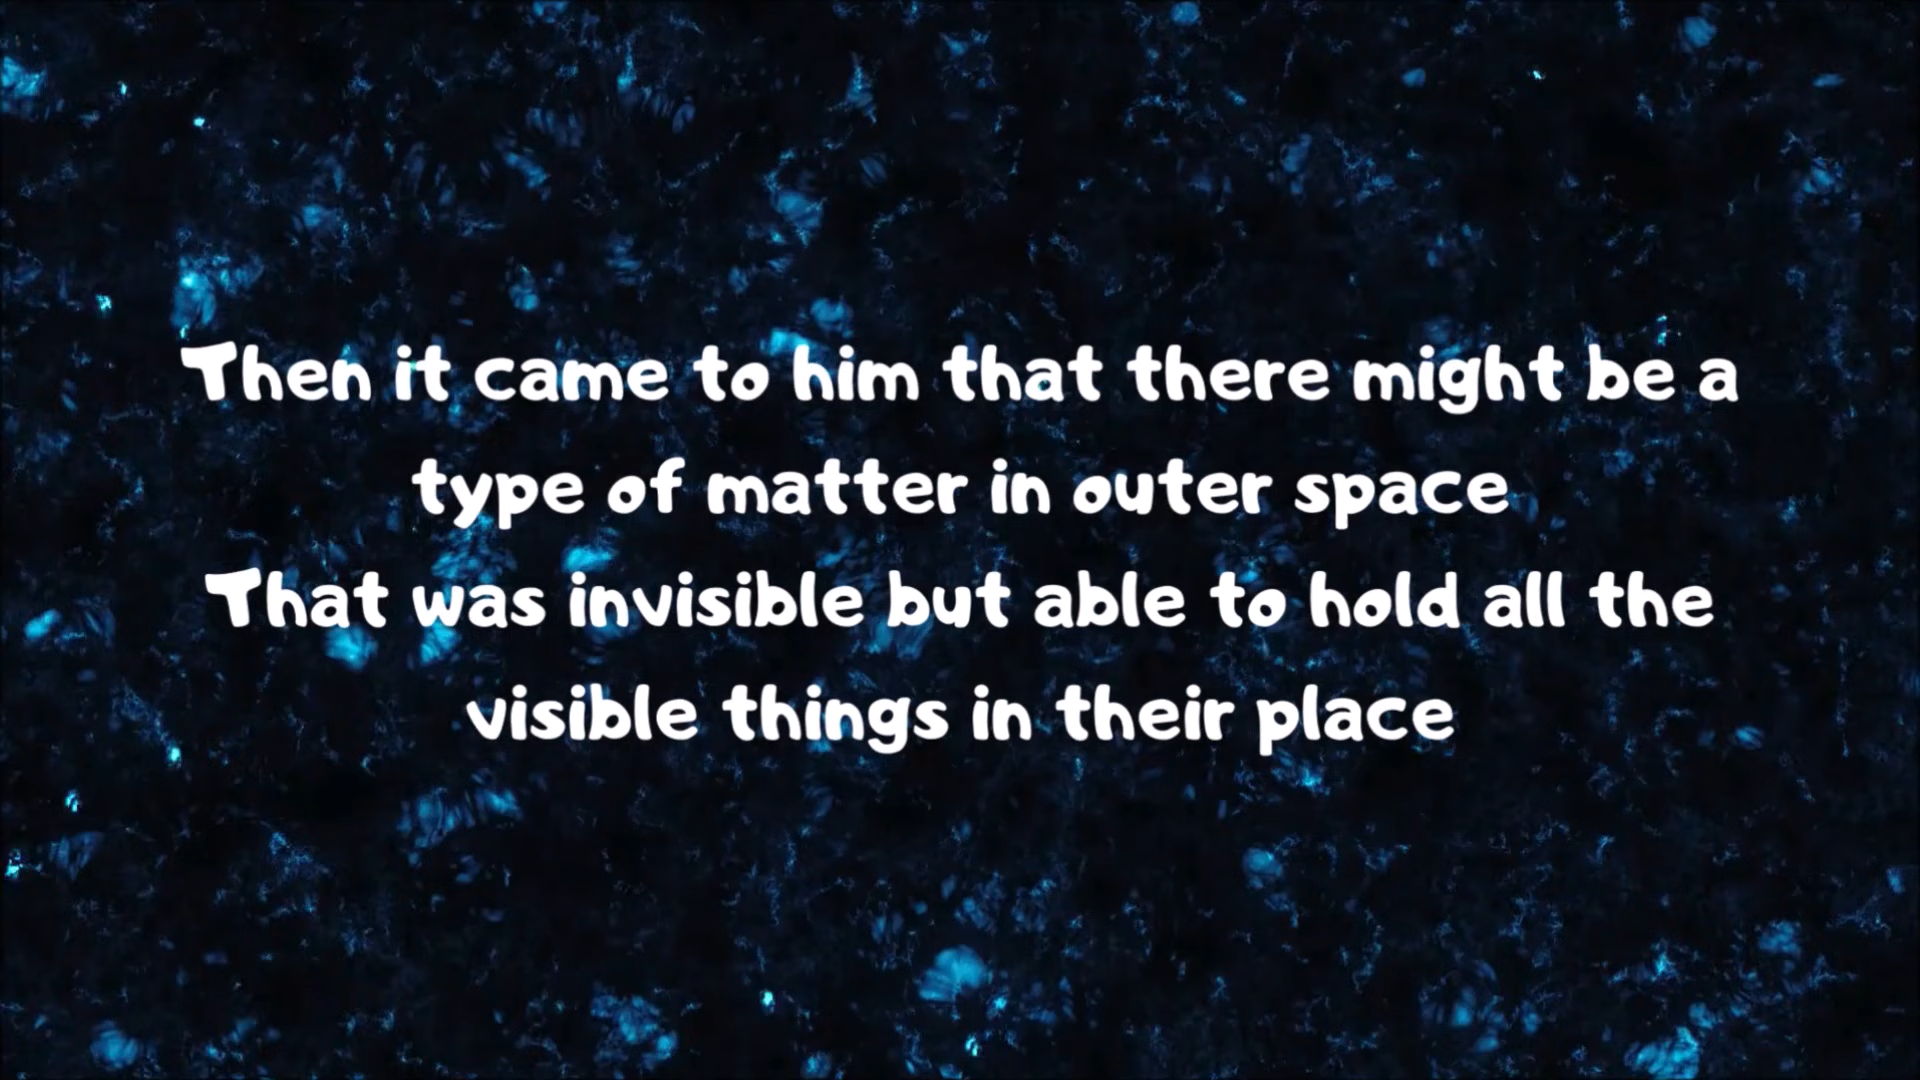 Then it came to him that there might be a
type of matter in outer space
That was invisible but able to hold all the
visible things in their place